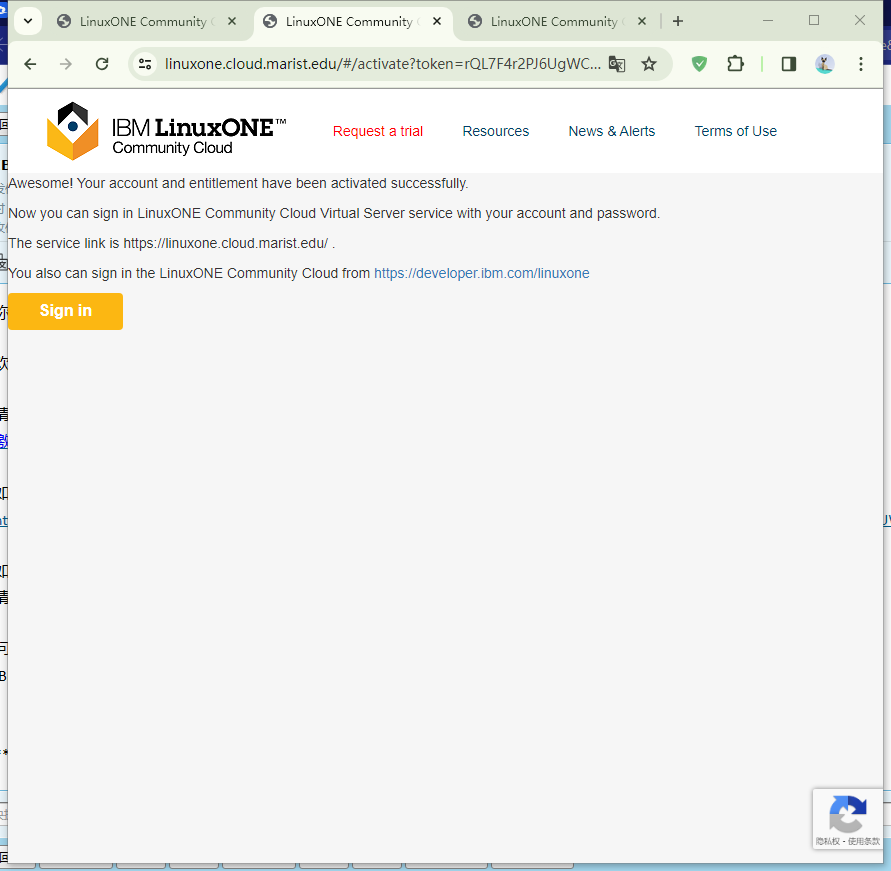 LinuxONE Community
LinuxONE Community
LinuxONE Community
linuxone.cloud.marist.edu/#/activate?token=rQL7F4r2PJ6UgWC...
IBM LinuxONE™
Community Cloud
Request a trial
Resources
News & Alerts
Terms of Use
Awesome! Your account and entitlement have been activated successfully.
Now you can sign in LinuxONE Community Cloud Virtual Server service with your account and password.
The service link is https://linuxone.cloud.marist.edu/ .
You also can sign in the LinuxONE Community Cloud from https://developer.ibm.com/linuxone
Sign in
隐私权 - 使用条款